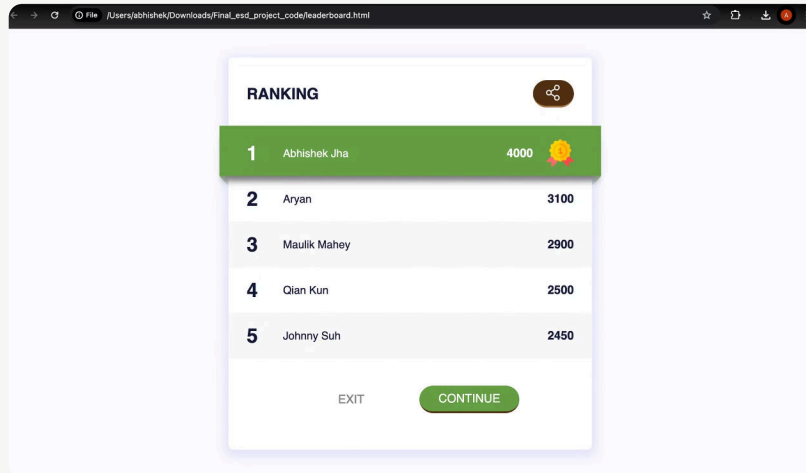 File /Users/abhishek/Downloads/Final_esd_project_code/leaderboard.html
RANKING
1 Abhishek Jha 4000
2 Aryan 3100
3 Maulik Mahey 2900
4 Qian Kun 2500
5 Johnny Suh 2450
EXIT CONTINUE